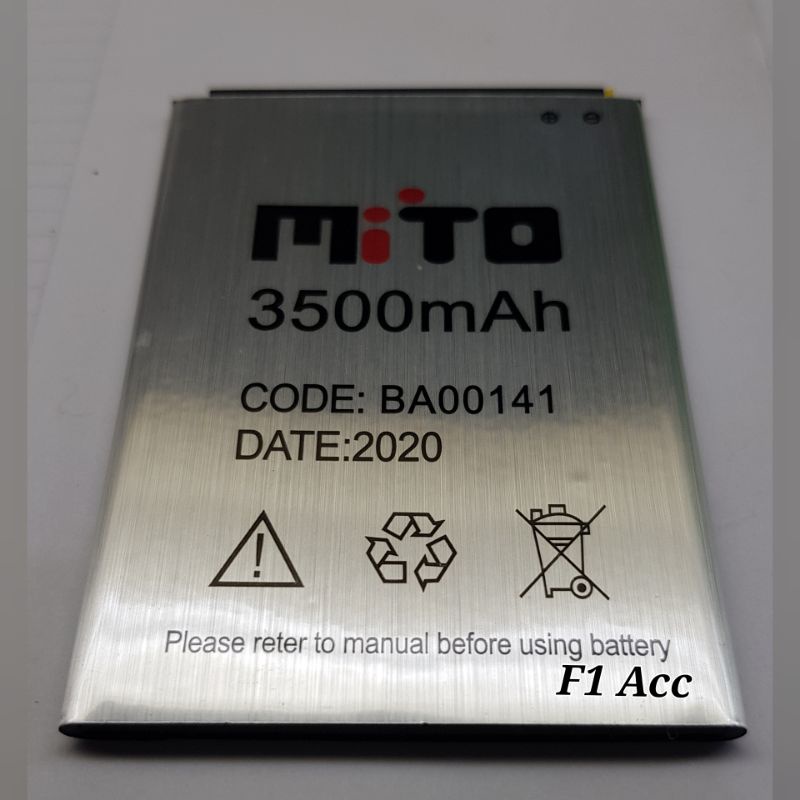 MiTO
3500mAh
CODE: BA00141
DATE:2020
Please reter to manual before using battery
F1 Acc